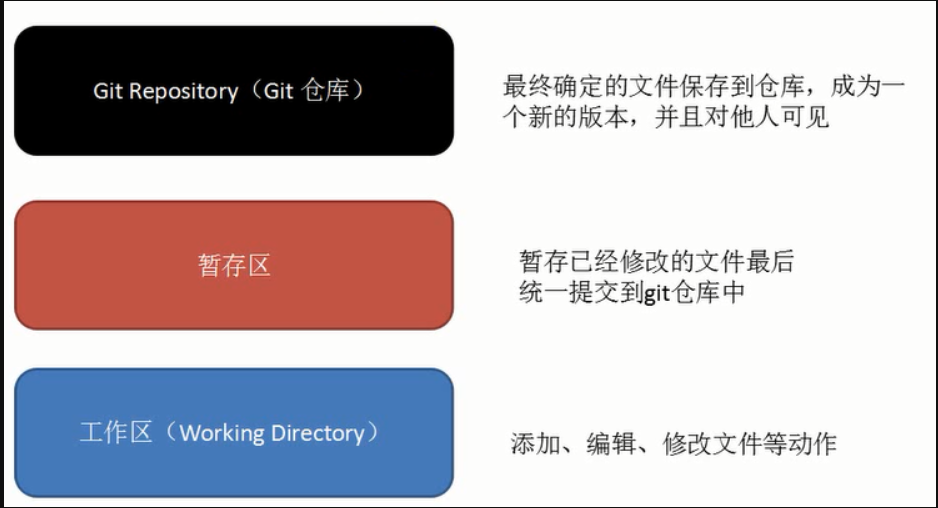 Git Repository（Git 仓库）
最终确定的文件保存到仓库，成为一
个新的版本，并且对他人可见
暂存区
暂存已经修改的文件最后
统一提交到git仓库中
工作区（Working Directory）
添加、编辑、修改文件等动作